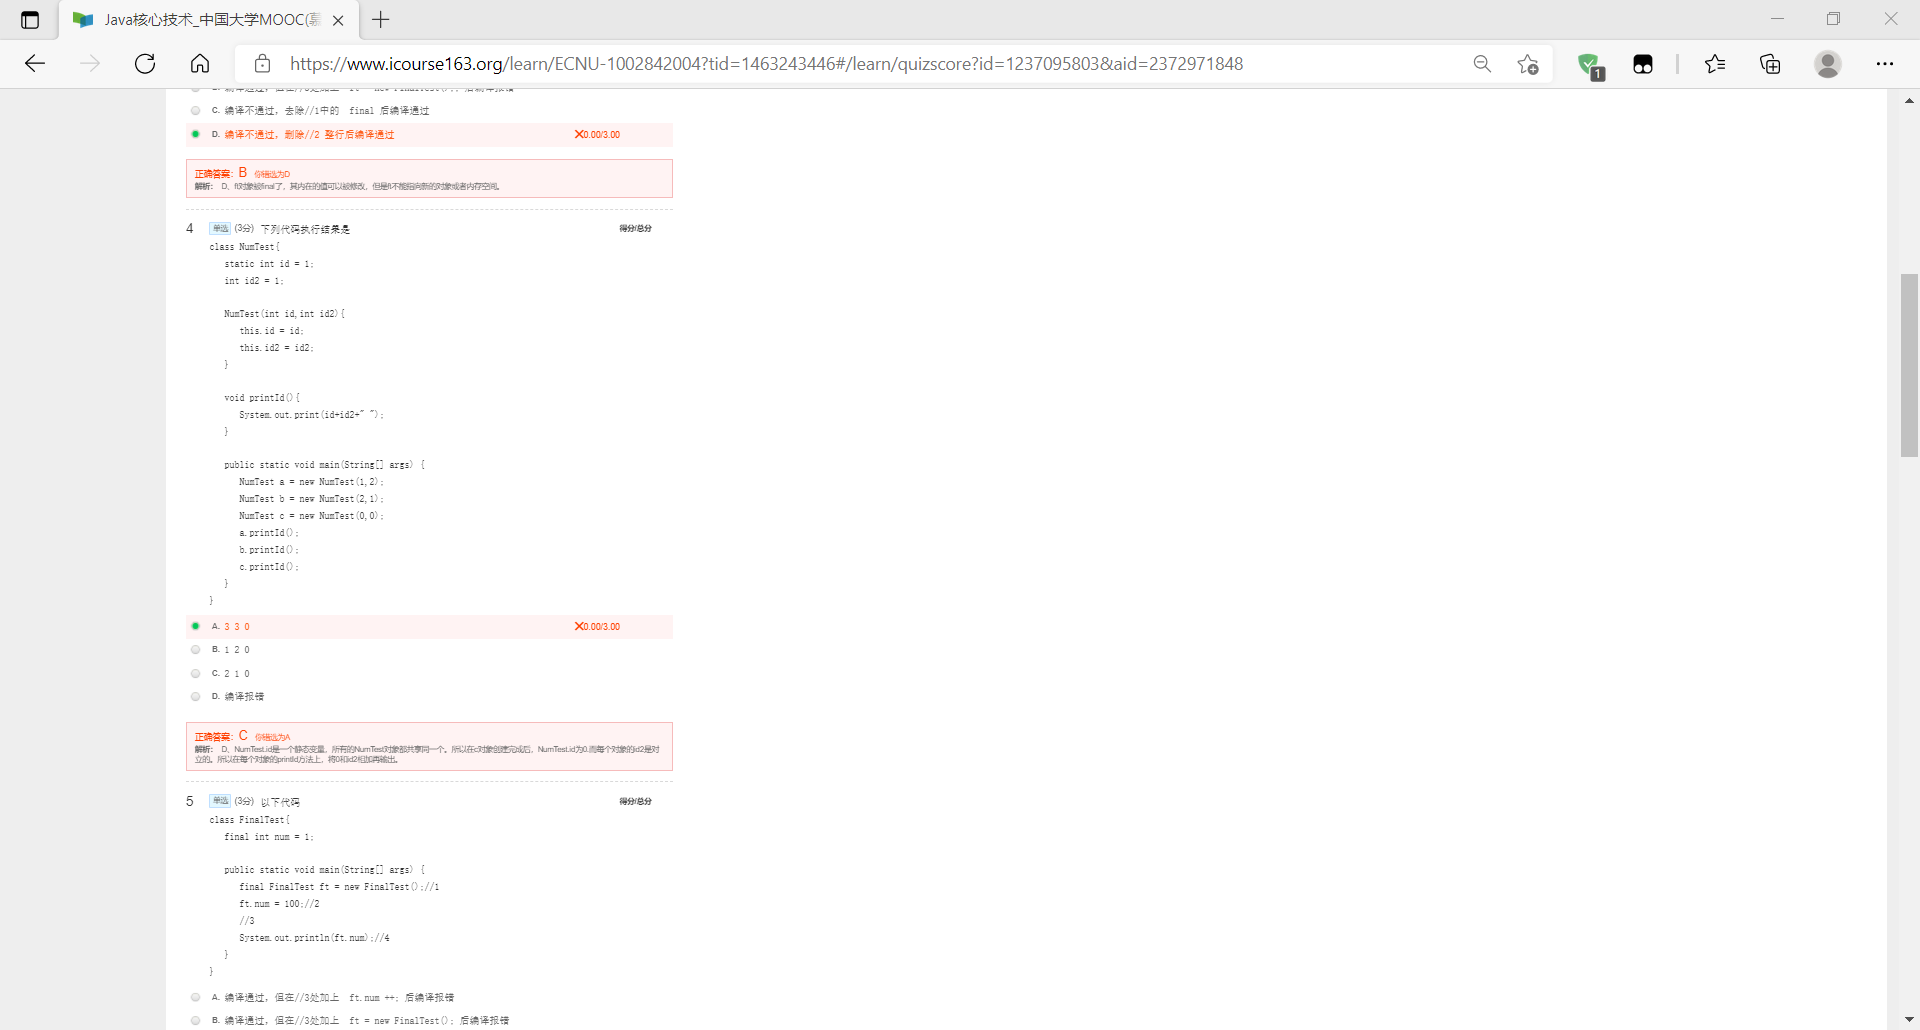 Java核心技术_中国大学MOOC(慕
https://www.icourse163.org/learn/ECNU-1002842004?tid=1463243446#/learn/quizscore?id=1237095803&aid=2372971848
1
C. 编译不通过，去除//1中的 final 后编译通过
D. 编译不通过，删除//2 整行后编译通过 0.00/3.00
正确答案：B 你错选为D
解析： D、ft对象被final了，其内在的值可以被修改，但是ft不能指向新的对象或者内存空间。
4 单选 (3分) 下列代码执行结果是 得分/总分
class NumTest{
static int id = 1;
int id2 = 1;
NumTest(int id,int id2){
this.id = id;
this.id2 = id2;
}
void printId(){
System.out.print(id+id2+" ");
}
public static void main(String[] args) {
NumTest a = new NumTest(1,2);
NumTest b = new NumTest(2,1);
NumTest c = new NumTest(0,0);
a.printId();
b.printId();
c.printId();
}
}
A. 3 3 0 0.00/3.00
B. 1 2 0
C. 2 1 0
D. 编译报错
正确答案：C 你错选为A
解析： D、NumTest.id是一个静态变量，所有的NumTest对象都共享同一个。所以在c对象创建完成后，NumTest.id为0.而每个对象的id2是对
立的。所以在每个对象的printId方法上，将0和id2相加再输出。
5 单选 (3分) 以下代码 得分/总分
class FinalTest{
final int num = 1;
public static void main(String[] args) {
final FinalTest ft = new FinalTest();//1
ft.num = 100;//2
//3
System.out.println(ft.num);//4
}
}
A. 编译通过，但在//3处加上 ft.num ++; 后编译报错
B. 编译通过，但在//3处加上 ft = new FinalTest(); 后编译报错